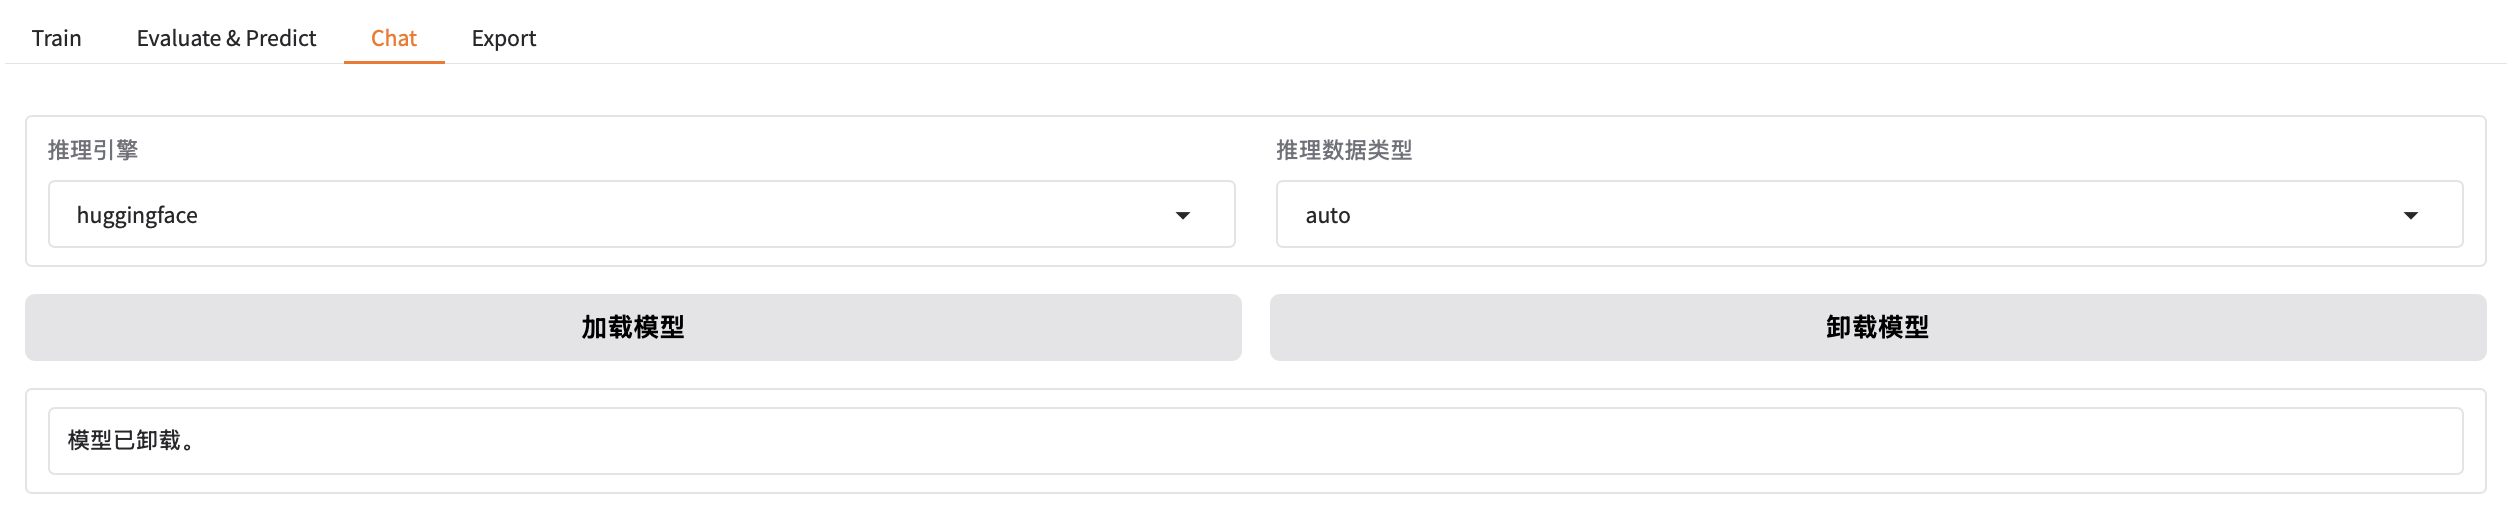 Train Evaluate & Predict Chat Export
推理引擎 推理数据类型
huggingface auto
加载模型 卸载模型
模型已卸载。